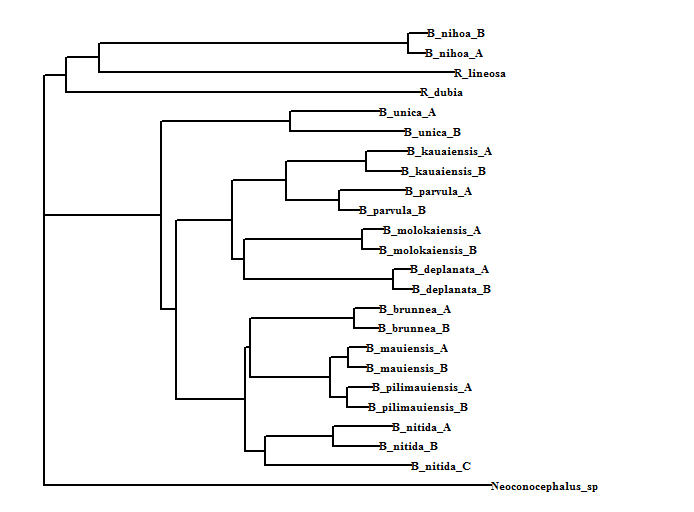 B_nihoa_B
B_nihoa_A
R_lineosa
R_dubia
B_unica_A
B_unica_B
B_kauaiensis_A
B_kauaiensis_B
B_parvula_A
B_parvula_B
B_molokaiensis_A
B_molokaiensis_B
B_deplanata_A
B_deplanata_B
B_brunnea_A
B_brunnea_B
B_mauiensis_A
B_mauiensis_B
B_pilimauiensis_A
B_pilimauiensis_B
B_nitida_A
B_nitida_B
B_nitida_C
Neoconocephalus_sp